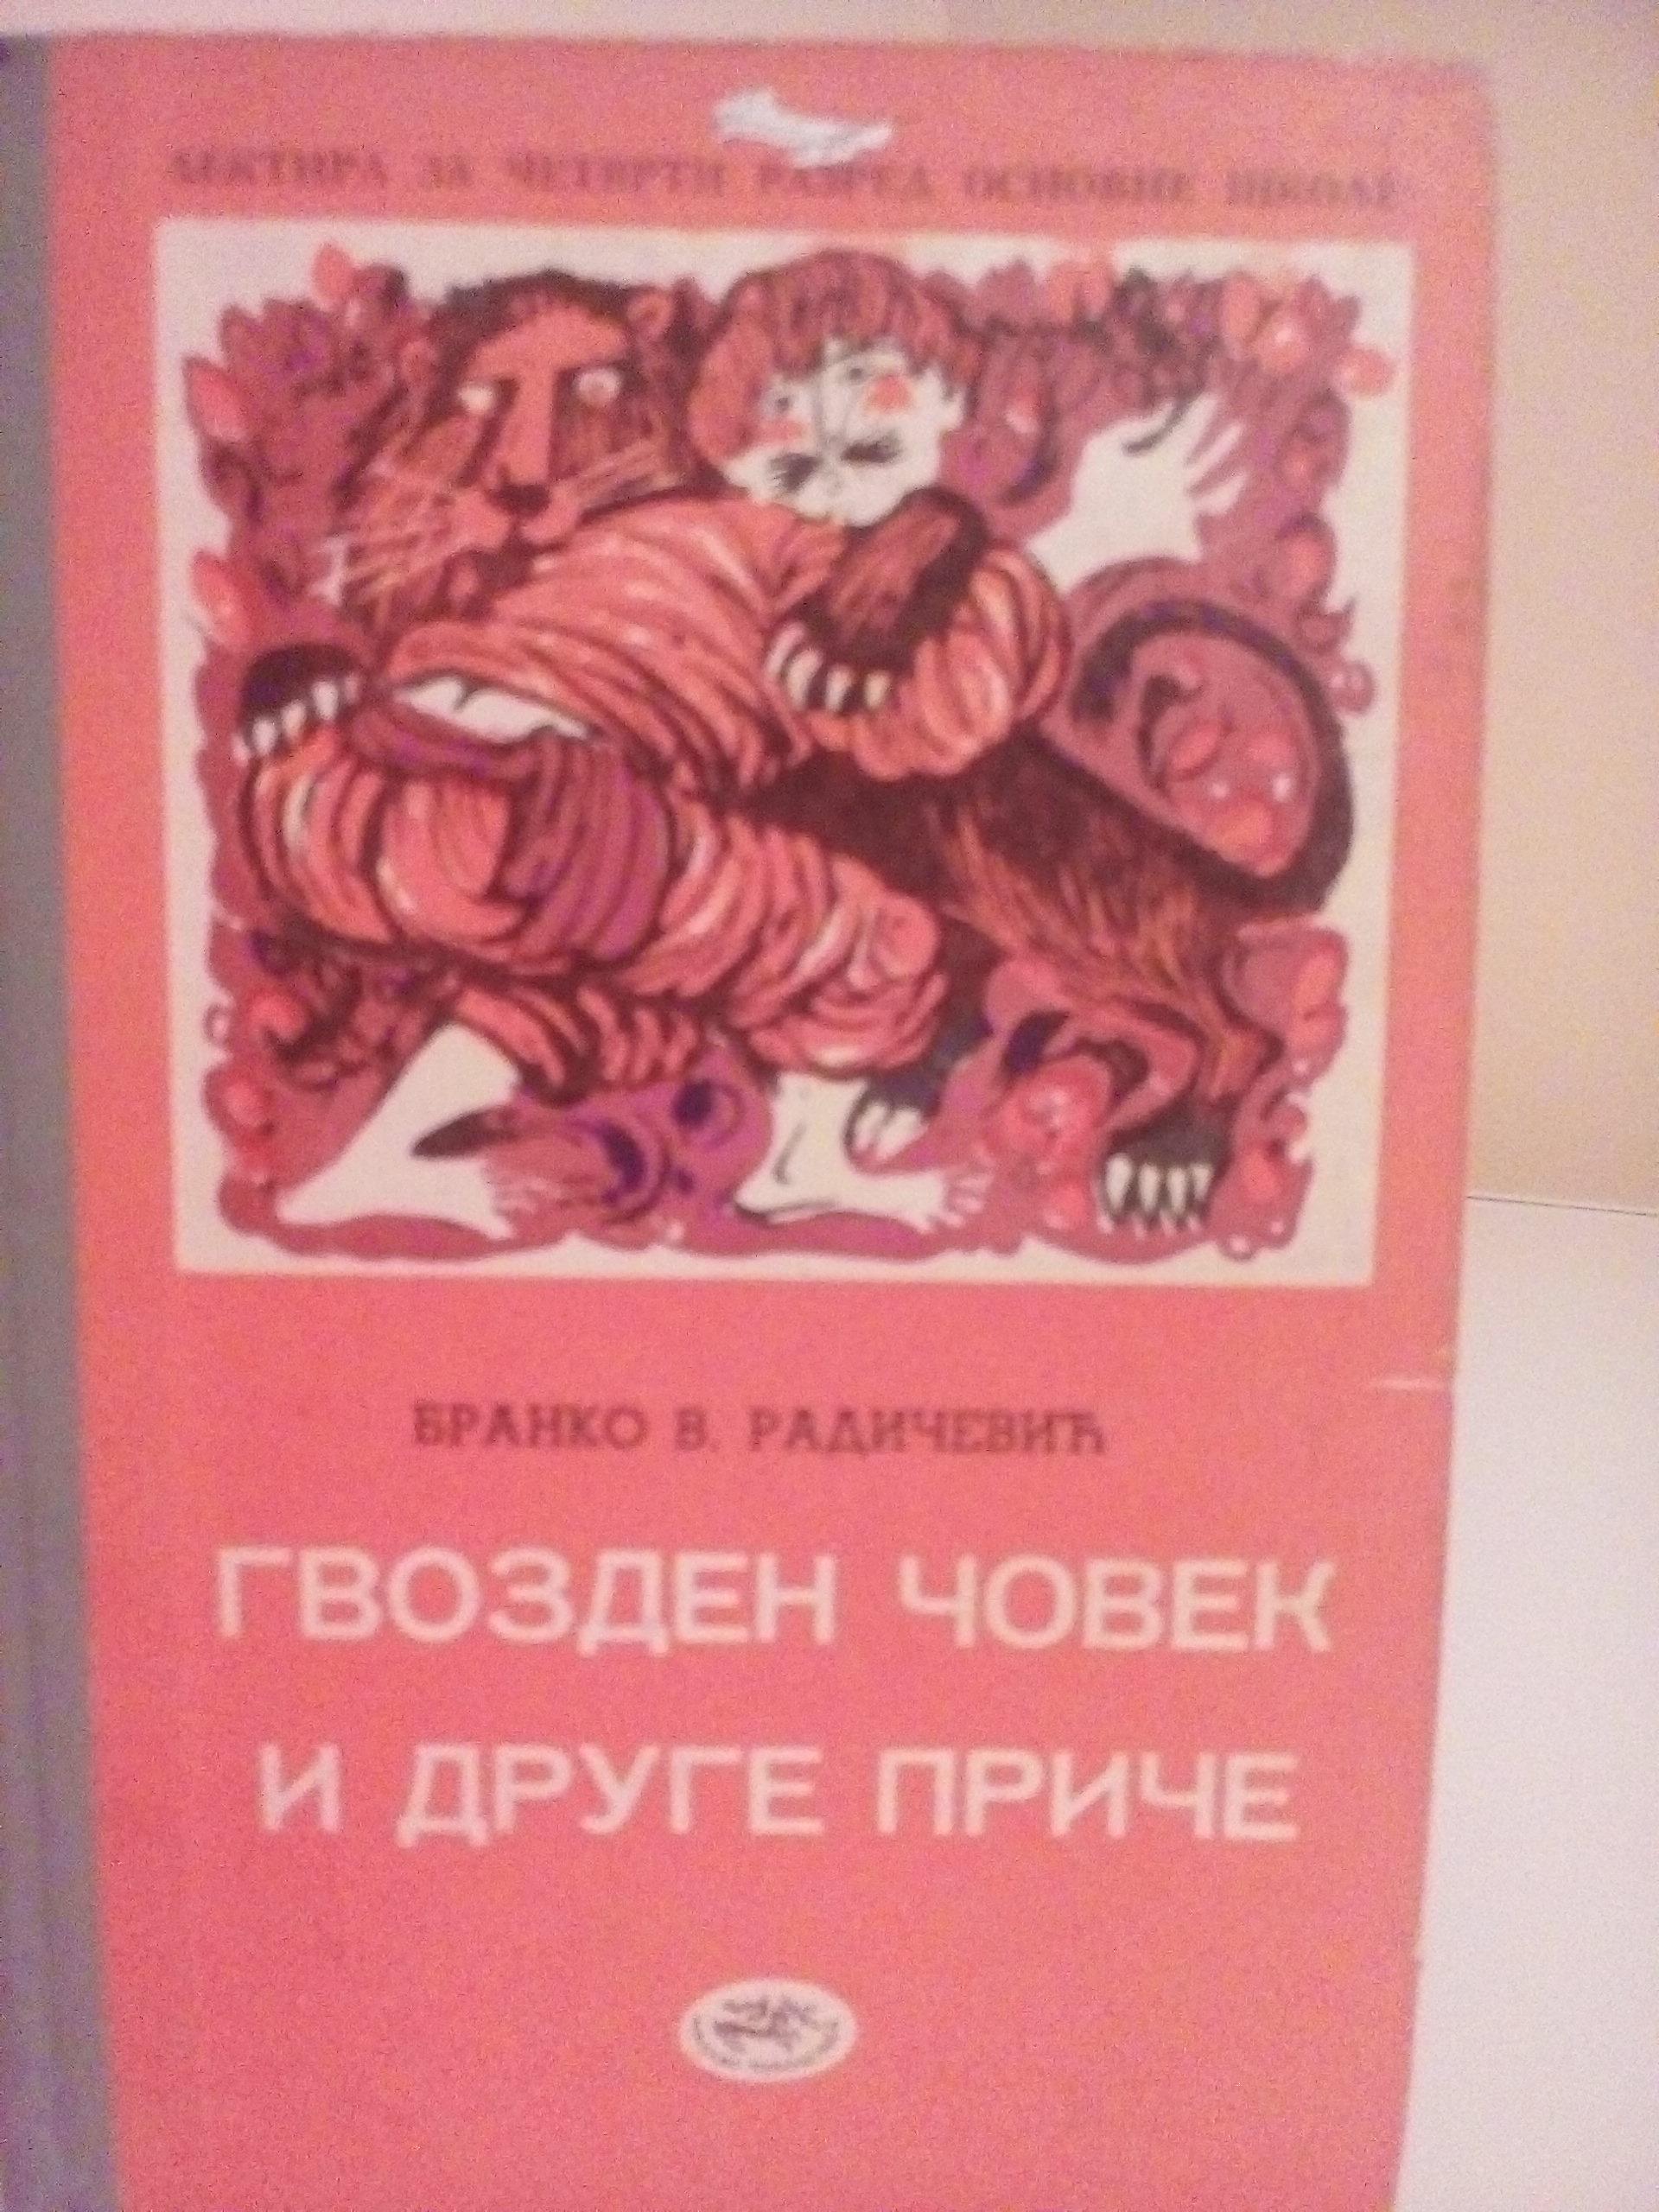 ЛЕКТИРА ЗА ЧЕТВРТИ РАЗРЕД ОСНОВНЕ ШКОЛЕ
БРАНКО В. РАДИЧЕВИЋ
ГВОЗДЕН ЧОВЕК
И ДРУГЕ ПРИЧЕ